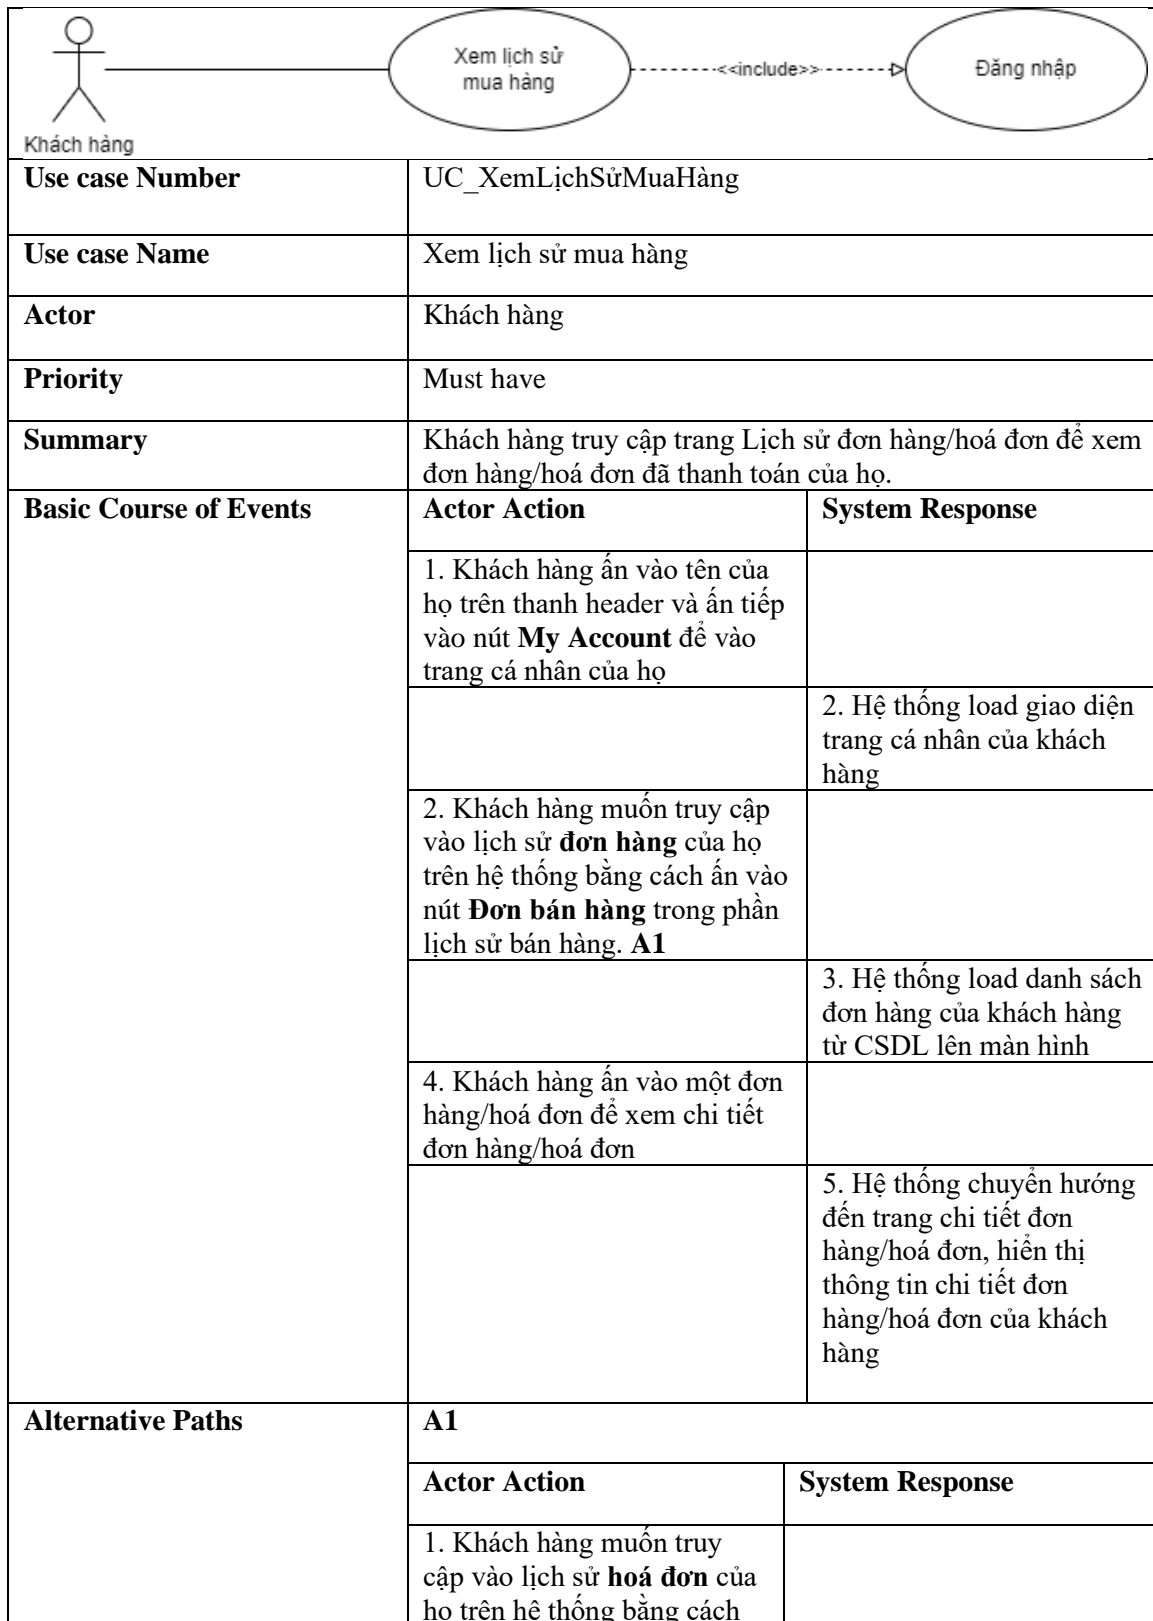 Xem lịch sử
mua hàng
<<include>>
Đăng nhập
Khách hàng
Use case Number
UC_XemLịchSửMuaHàng
Use case Name
Xem lịch sử mua hàng
Actor
Khách hàng
Priority
Must have
Summary
Khách hàng truy cập trang Lịch sử đơn hàng/hoá đơn để xem
đơn hàng/hoá đơn đã thanh toán của họ.
Basic Course of Events
Actor Action
System Response
1. Khách hàng ấn vào tên của
họ trên thanh header và ấn tiếp
vào nút My Account để vào
trang cá nhân của họ
2. Hệ thống load giao diện
trang cá nhân của khách
hàng
2. Khách hàng muốn truy cập
vào lịch sử đơn hàng của họ
trên hệ thống bằng cách ấn vào
nút Đơn bán hàng trong phần
lịch sử bán hàng. A1
3. Hệ thống load danh sách
đơn hàng của khách hàng
từ CSDL lên màn hình
4. Khách hàng ấn vào một đơn
hàng/hoá đơn để xem chi tiết
đơn hàng/hoá đơn
5. Hệ thống chuyển hướng
đến trang chi tiết đơn
hàng/hoá đơn, hiển thị
thông tin chi tiết đơn
hàng/hoá đơn của khách
hàng
Alternative Paths
A1
Actor Action
System Response
1. Khách hàng muốn truy
cập vào lịch sử hoá đơn của
họ trên hệ thống bằng cách